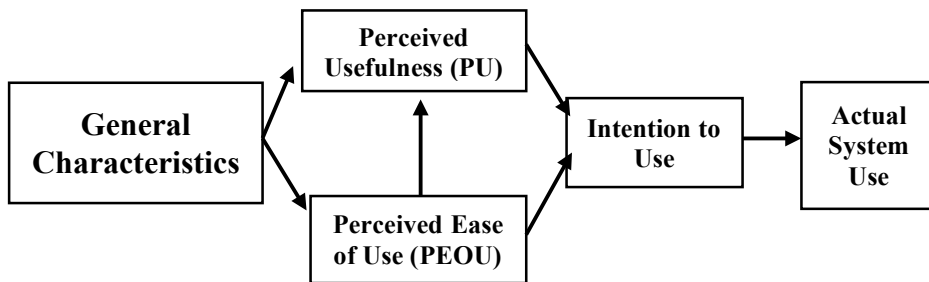 General
Characteristics
Perceived
Usefulness (PU)
Perceived Ease
of Use (PEOU)
Intention to
Use
Actual
System
Use